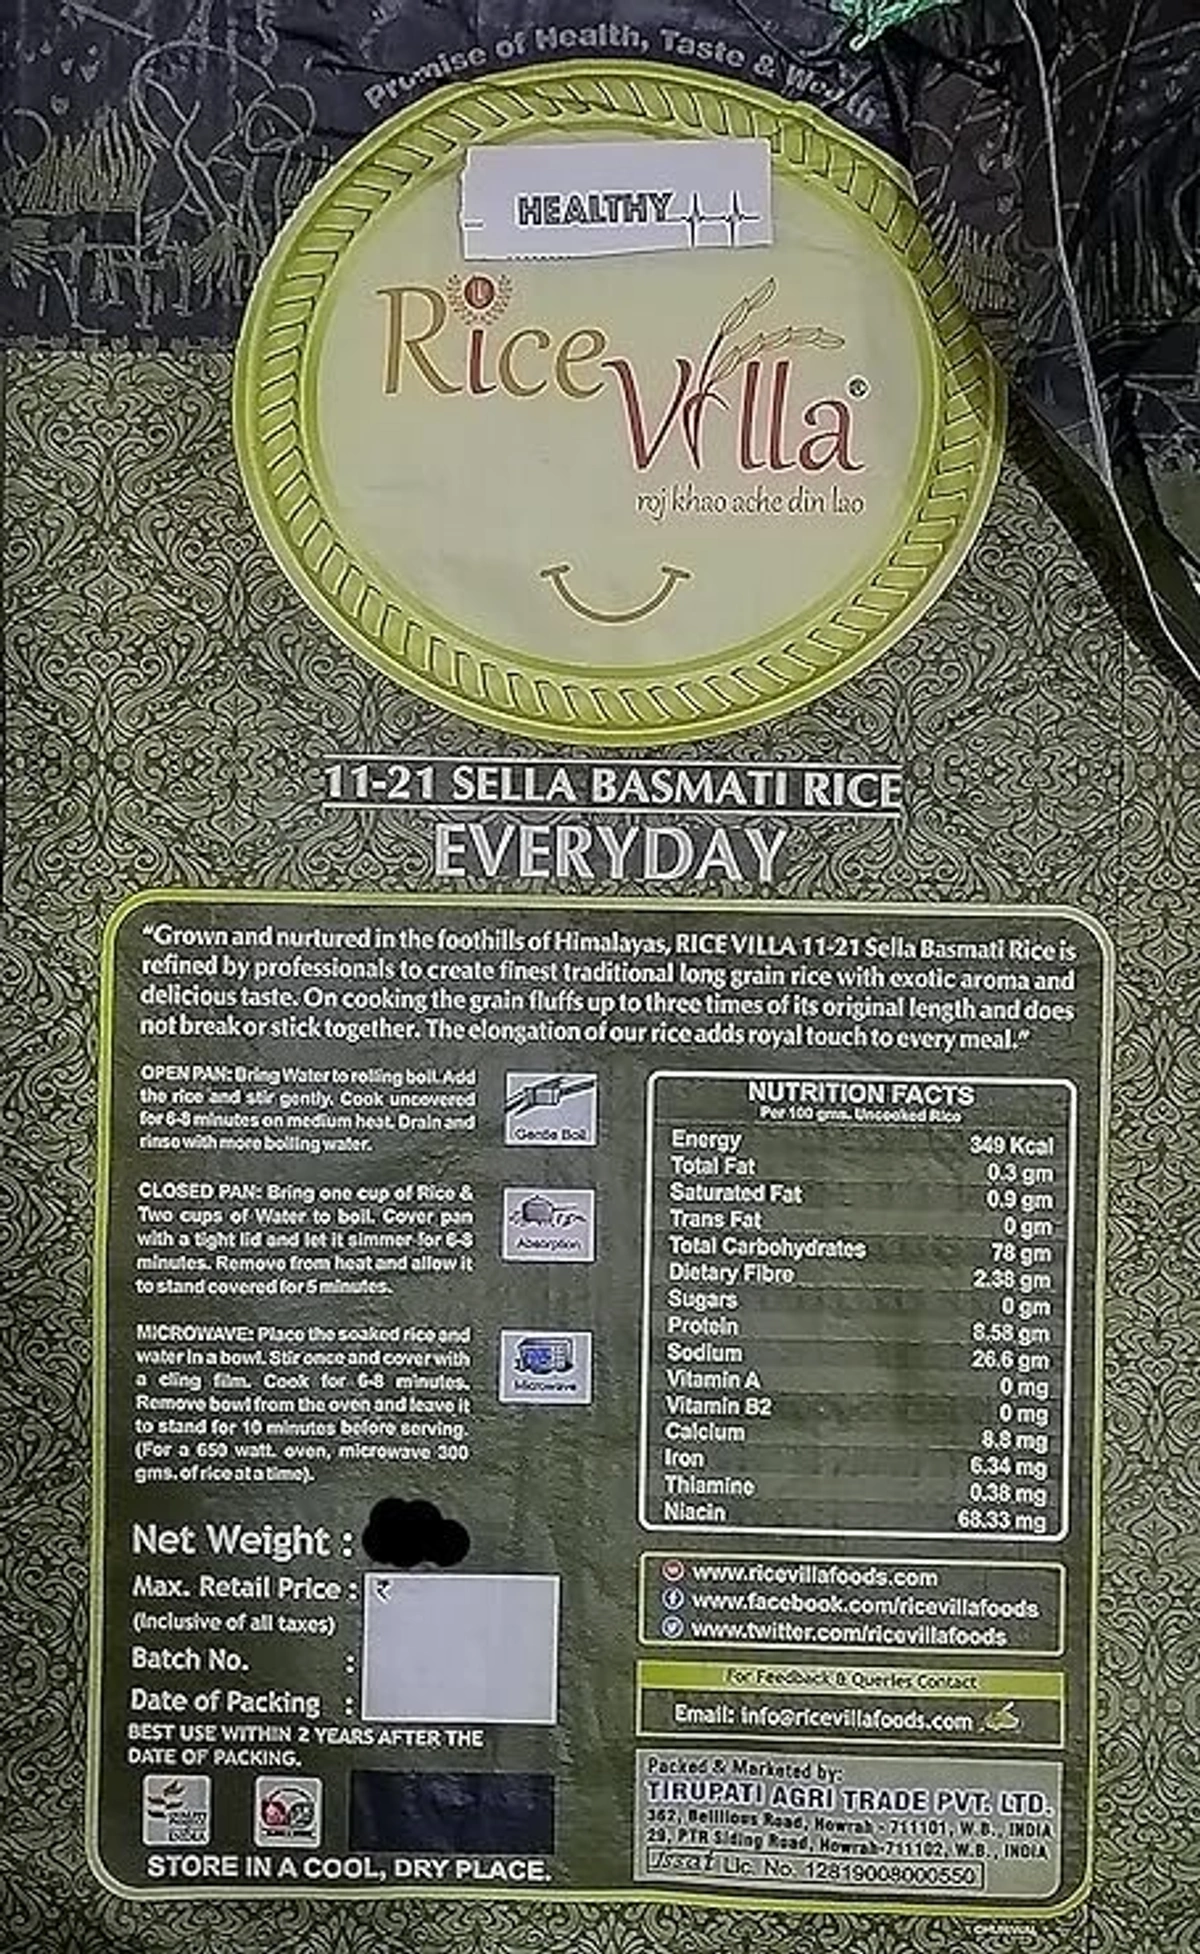 Promise of Health, Taste & Wealth
HEALTHY
Rice
Villa
roj khao ache din lao
11-21 SELLA BASMATI RICE
EVERYDAY
"Grown and nurtured in the foothills of Himalayas, RICE VILLA 11-21 Sella Basmati Rice is
refined by professionals to create finest traditional long grain rice with exotic aroma and
delicious taste. On cooking the grain fluffs up to three times of its original length and does
not break or stick together. The elongation of our rice adds royal touch to every meal."
OPEN PAN: Bring Water to rolling boil. Add
the rice and stir gently. Cook uncovered
for 6-8 minutes on medium heat. Drain and
rinse with more boiling water.
Gentle Boil
CLOSED PAN: Bring one cup of Rice &
Two cups of Water to boil. Cover pan
with a tight lid and let it simmer for 6-8
minutes. Remove from heat and allow it
to stand covered for 5 minutes.
Absorption
MICROWAVE: Place the soaked rice and
water in a bowl. Stir once and cover with
a cling film. Cook for 6-8 minutes.
Remove bowl from the oven and leave it
to stand for 10 minutes before serving.
(For a 650 watt. oven, microwave 300
gms. of rice at a time).
Microwave
NUTRITION FACTS
Per 100 gms. Uncooked Rice
Energy 349 Kcal
Total Fat 0.3 gm
Saturated Fat 0.9 gm
Trans Fat 0 gm
Total Carbohydrates 78 gm
Dietary Fibre 2.38 gm
Sugars 0 gm
Protein 8.58 gm
Sodium 26.6 gm
Vitamin A 0 mg
Vitamin B2 0 mg
Calcium 8.8 mg
Iron 6.34 mg
Thiamine 0.38 mg
Niacin 68.33 mg
Net Weight :
Max. Retail Price : ₹
(Inclusive of all taxes)
Batch No. :
Date of Packing :
BEST USE WITHIN 2 YEARS AFTER THE
DATE OF PACKING.
STORE IN A COOL, DRY PLACE.
www.ricevillafoods.com
www.facebook.com/ricevillafoods
www.twitter.com/ricevillafoods
For Feedback & Queries Contact
Email: info@ricevillafoods.com
Packed & Marketed by:
TIRUPATI AGRI TRADE PVT. LTD.
362, Bellilious Road, Howrah - 711101, W.B., INDIA
29, PTR Siding Road, Howrah-711102, W.B., INDIA
fssai Lic. No. 12819008000550